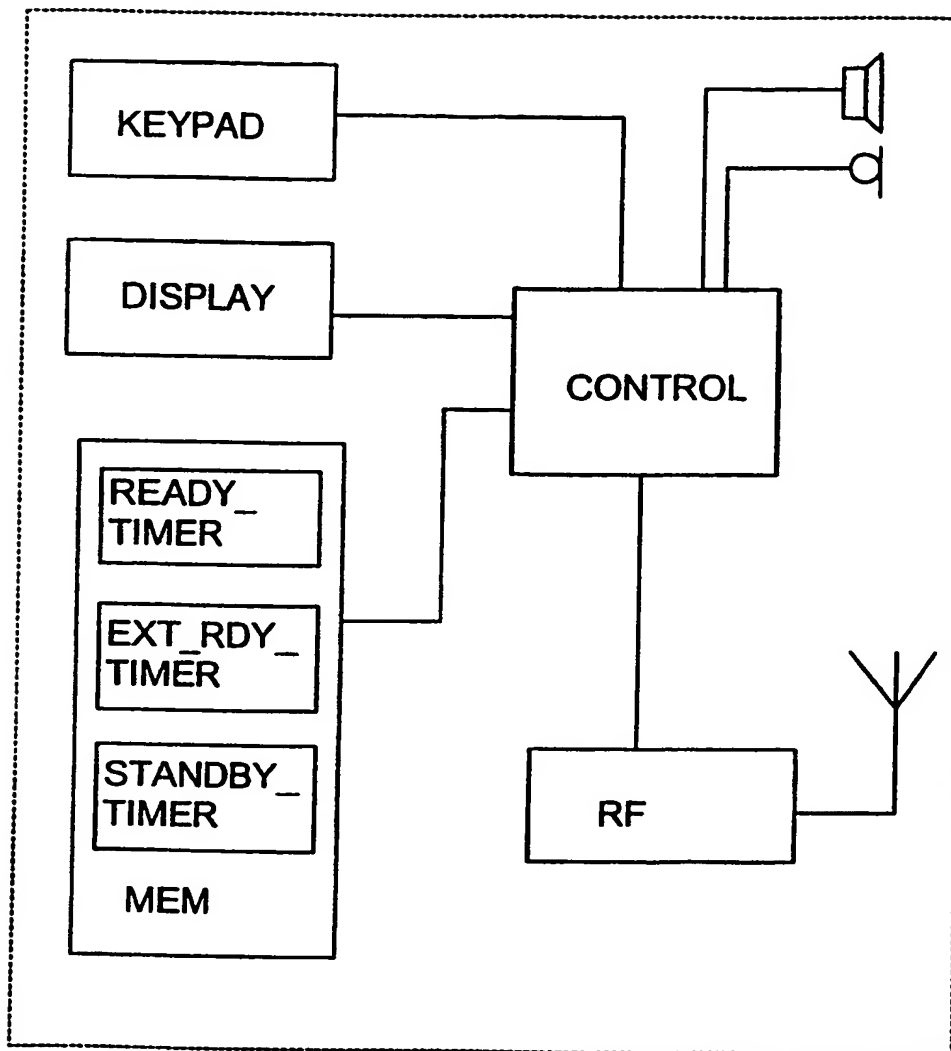 KEYPAD
DISPLAY
CONTROL
READY_
TIMER
EXT_RDY_
TIMER
STANDBY_
TIMER
MEM
RF